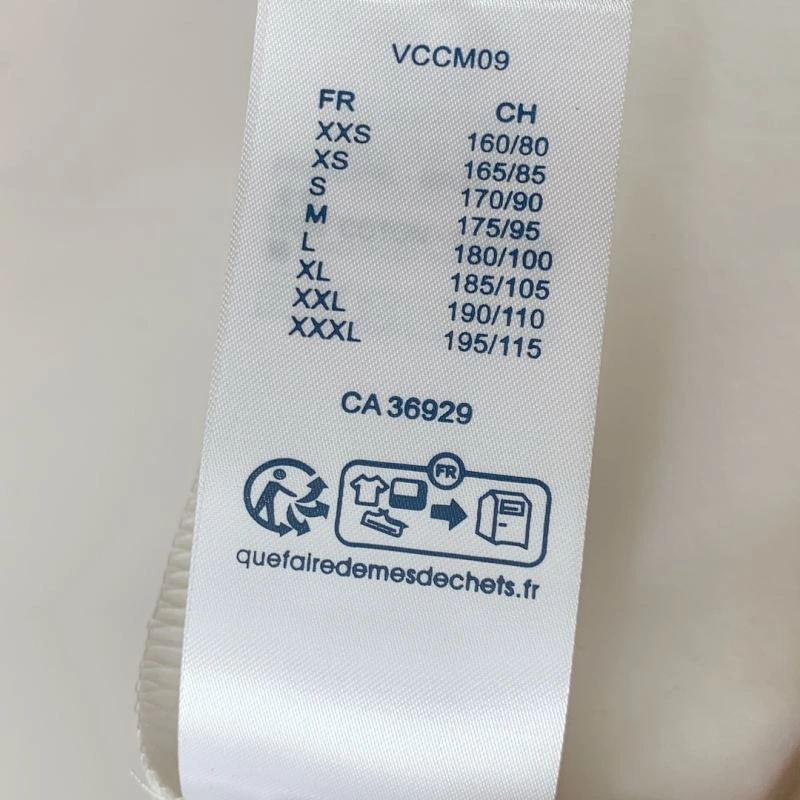 VCCM09
FR CH
XXS 160/80
XS 165/85
S 170/90
M 175/95
L 180/100
XL 185/105
XXL 190/110
XXXL 195/115
CA 36929
FR
quefairedemesdechets.fr